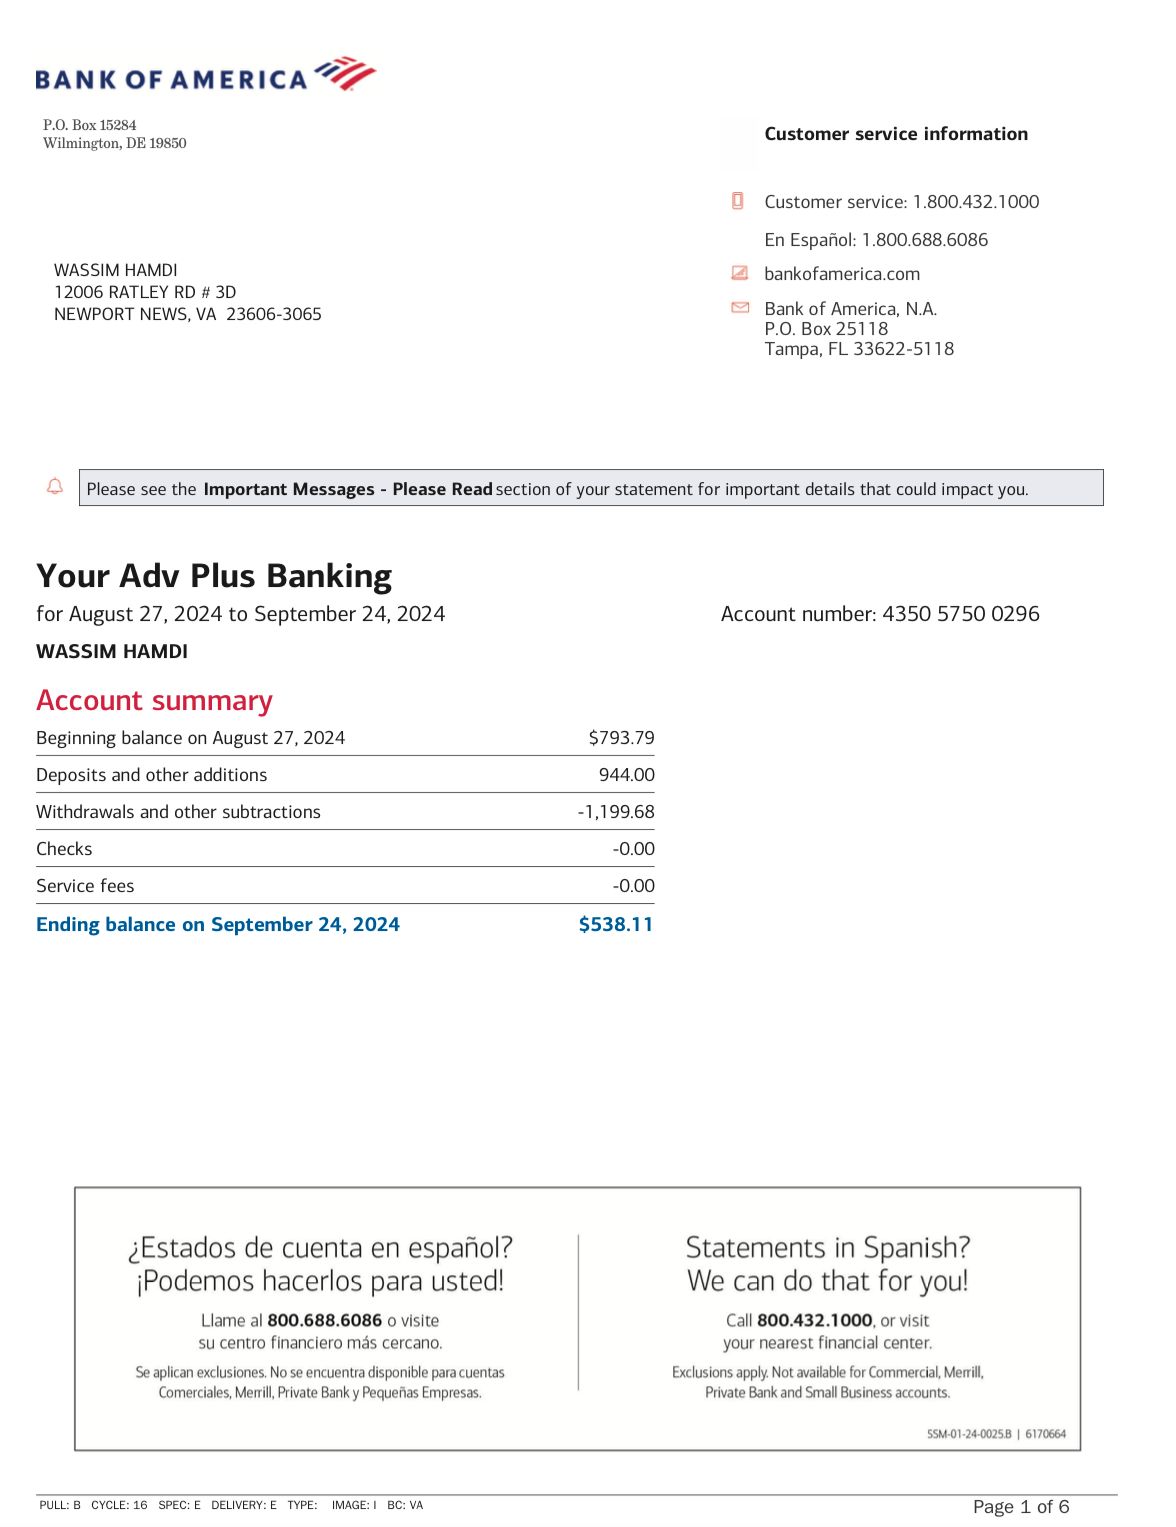 BANK OF AMERICA
P.O. Box 15284
Wilmington, DE 19850
Customer service information
Customer service: 1.800.432.1000
En Español: 1.800.688.6086
bankofamerica.com
Bank of America, N.A.
P.O. Box 25118
Tampa, FL 33622-5118
WASSIM HAMDI
12006 RATLEY RD # 3D
NEWPORT NEWS, VA 23606-3065
Please see the Important Messages - Please Read section of your statement for important details that could impact you.
Your Adv Plus Banking
for August 27, 2024 to September 24, 2024
Account number: 4350 5750 0296
WASSIM HAMDI
Account summary
Beginning balance on August 27, 2024 $793.79
Deposits and other additions 944.00
Withdrawals and other subtractions -1,199.68
Checks -0.00
Service fees -0.00
Ending balance on September 24, 2024 $538.11
¿Estados de cuenta en español?
¡Podemos hacerlos para usted!
Llame al 800.688.6086 o visite
su centro financiero más cercano.
Se aplican exclusiones. No se encuentra disponible para cuentas
Comerciales, Merrill, Private Bank y Pequeñas Empresas.
Statements in Spanish?
We can do that for you!
Call 800.432.1000, or visit
your nearest financial center.
Exclusions apply. Not available for Commercial, Merrill,
Private Bank and Small Business accounts.
SSM-01-24-0025.B | 6170664
PULL: B CYCLE: 16 SPEC: E DELIVERY: E TYPE: IMAGE: I BC: VA
Page 1 of 6